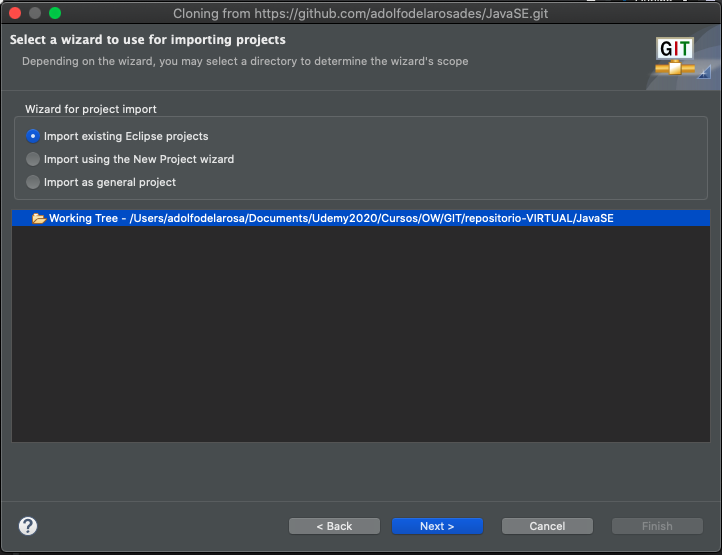 Cloning from https://github.com/adolfodelarosades/JavaSE.git
Select a wizard to use for importing projects
Depending on the wizard, you may select a directory to determine the wizard's scope
GIT
Wizard for project import
Import existing Eclipse projects
Import using the New Project wizard
Import as general project
Working Tree - /Users/adolfodelarosa/Documents/Udemy2020/Cursos/OW/GIT/repositorio-VIRTUAL/JavaSE
? < Back Next > Cancel Finish